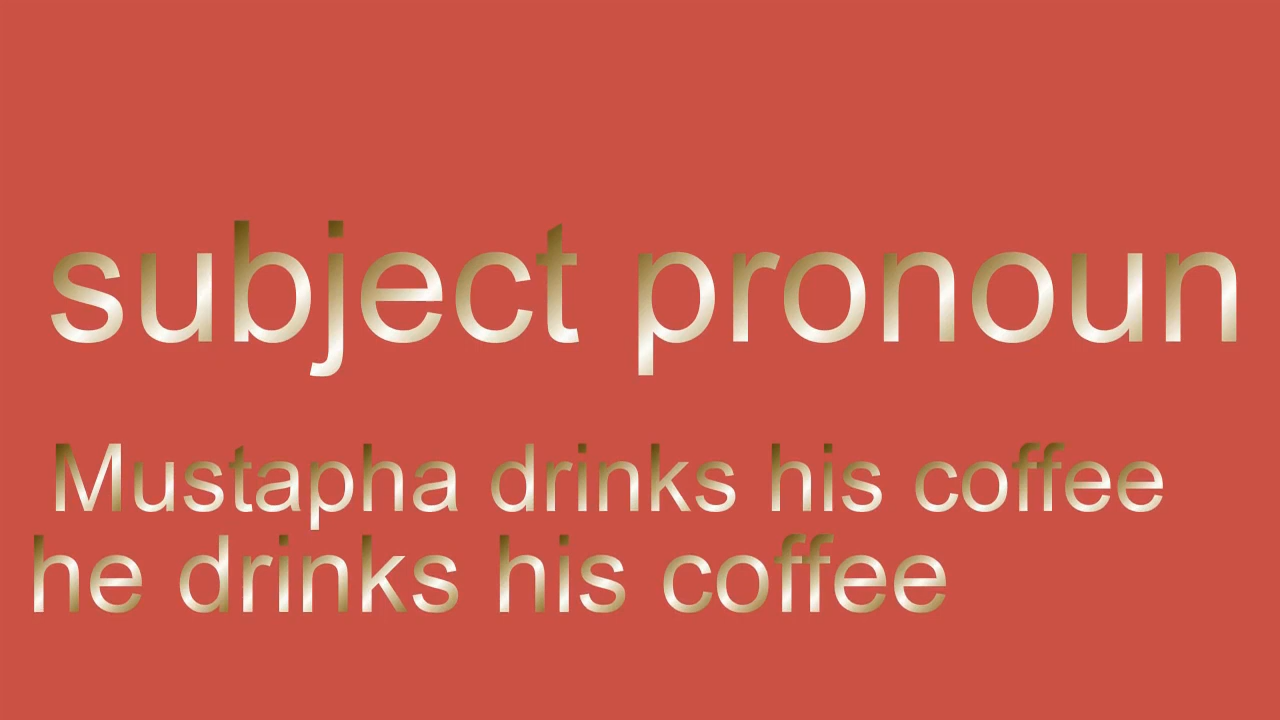 subject pronoun
Mustapha drinks his coffee
he drinks his coffee